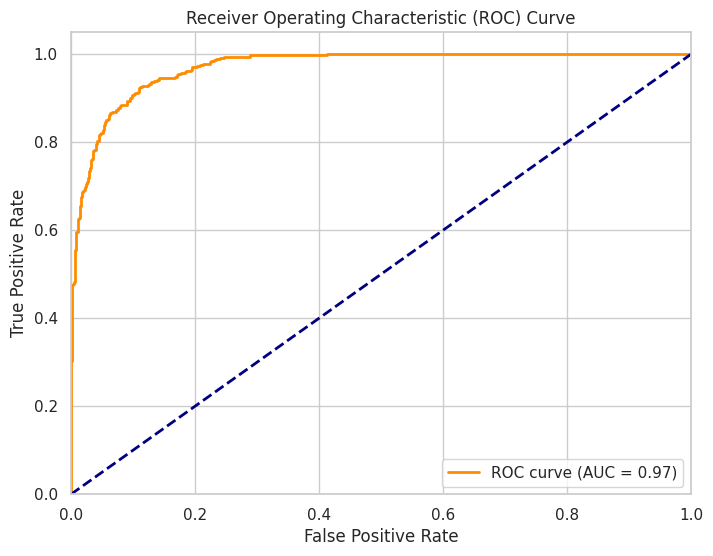 Receiver Operating Characteristic (ROC) Curve
True Positive Rate
1.0
0.8
0.6
0.4
0.2
0.0
ROC curve (AUC = 0.97)
0.0 0.2 0.4 0.6 0.8 1.0
False Positive Rate